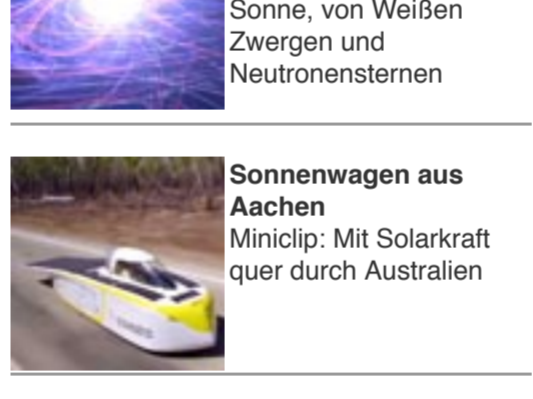 Sonne, von Weißen
Zwergen und
Neutronensternen
Sonnenwagen aus
Aachen
Miniclip: Mit Solarkraft
quer durch Australien